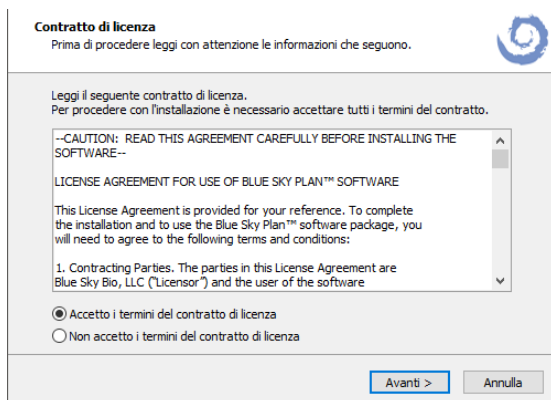 Contratto di licenza
Prima di procedere leggi con attenzione le informazioni che seguono.
Leggi il seguente contratto di licenza.
Per procedere con l'installazione è necessario accettare tutti i termini del contratto.
--CAUTION: READ THIS AGREEMENT CAREFULLY BEFORE INSTALLING THE
SOFTWARE--
LICENSE AGREEMENT FOR USE OF BLUE SKY PLAN™ SOFTWARE
This License Agreement is provided for your reference. To complete
the installation and to use the Blue Sky Plan™ software package, you
will need to agree to the following terms and conditions:
1. Contracting Parties. The parties in this License Agreement are
Blue Sky Bio, LLC ("Licensor") and the user of the software
Accetto i termini del contratto di licenza
Non accetto i termini del contratto di licenza
Avanti > Annulla